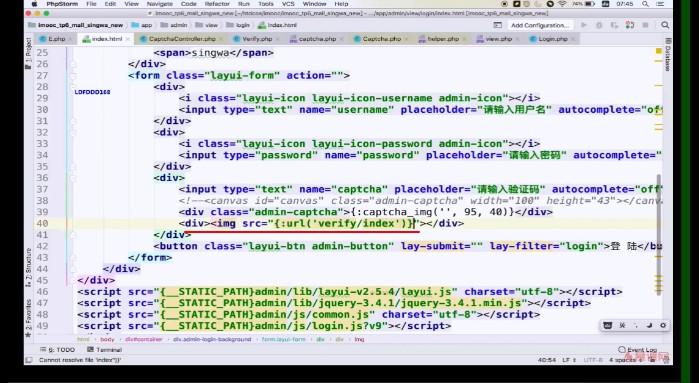 PhpStorm File Edit View Navigate Code Refactor Run Tools VCS Window Help 74% 07:45
imooc_tp6_mall_singwa_new [~/htdocs/imooc_tp6_mall_singwa_new] - .../app/admin/view/login/index.html [imooc_tp6_mall_singwa_new]
imooc_tp6_mall_singwa_new app admin view login index.html Add Configuration...
E.php index.html CaptchaController.php Verify.php captcha.php Captcha.php helper.php view.php Login.php
1: Project
Database
25 <span>singwa</span>
26 </div>
27 <form class="layui-form" action="">
28 <div>
LDFDDD168
29 <i class="layui-icon layui-icon-username admin-icon"></i>
30 <input type="text" name="username" placeholder="请输入用户名" autocomplete="off
31 </div>
32 <div>
33 <i class="layui-icon layui-icon-password admin-icon"></i>
34 <input type="password" name="password" placeholder="请输入密码" autocomplete="
35 </div>
36 <div>
37 <input type="text" name="captcha" placeholder="请输入验证码" autocomplete="off"
38 <!--<canvas id="canvas" class="admin-captcha" width="100" height="43"></canva
39 <div class="admin-captcha">{:captcha_img('', 95, 40)}</div>
40 <div><img src="{:url('verify/index')}"></div>
41 </div>
42 <button class="layui-btn admin-button" lay-submit="" lay-filter="login">登 陆</bu
43 </form>
44 </div>
45 </div>
46 <script src="{__STATIC_PATH}admin/lib/layui-v2.5.4/layui.js" charset="utf-8"></script>
47 <script src="{__STATIC_PATH}admin/lib/jquery-3.4.1/jquery-3.4.1.min.js"></script>
48 <script src="{__STATIC_PATH}admin/js/common.js" charset="utf-8"></script>
49 <script src="{__STATIC_PATH}admin/js/login.js?v9"></script>
Z: Structure
2: Favorites
html body div#container div.admin-login-background form.layui-form div div img
6: TODO Terminal Event Log
Cannot resolve file 'index")}' 40:54 LF UTF-8 4 spaces